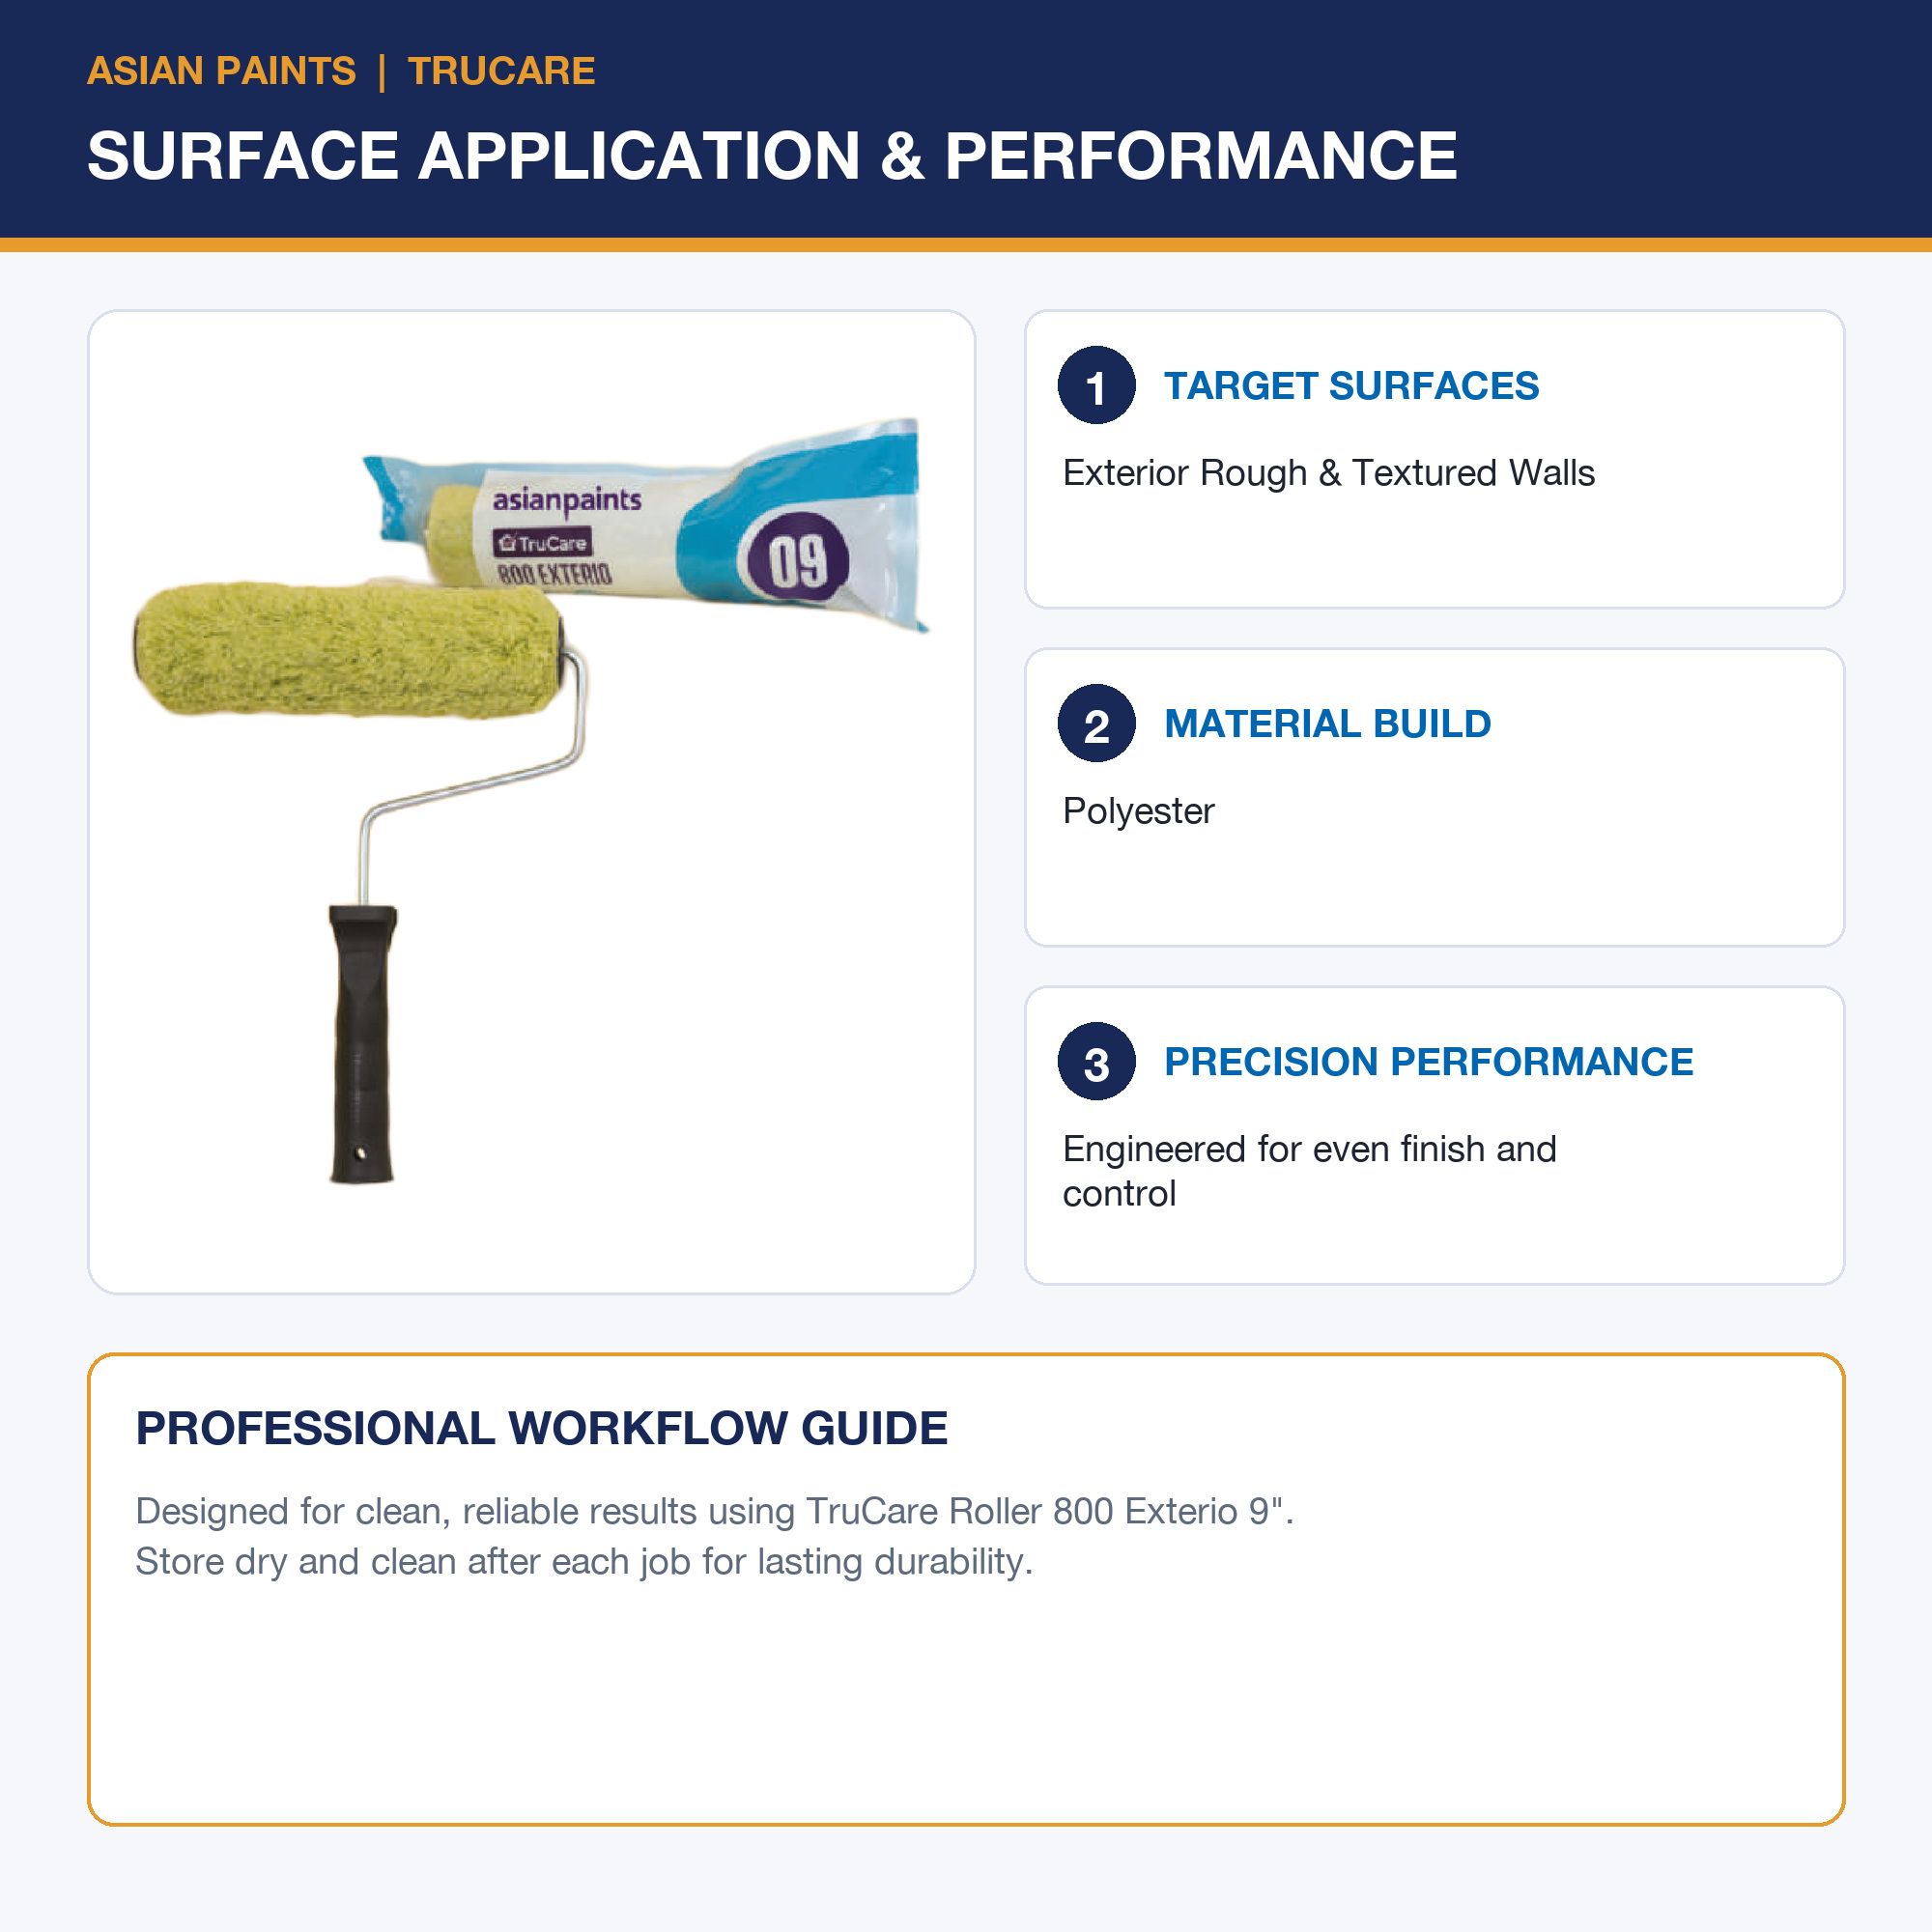 ASIAN PAINTS | TRUCARE
SURFACE APPLICATION & PERFORMANCE
asianpaints
TruCare
800 EXTERIO
09
1 TARGET SURFACES
Exterior Rough & Textured Walls
2 MATERIAL BUILD
Polyester
3 PRECISION PERFORMANCE
Engineered for even finish and
control
PROFESSIONAL WORKFLOW GUIDE
Designed for clean, reliable results using TruCare Roller 800 Exterio 9".
Store dry and clean after each job for lasting durability.